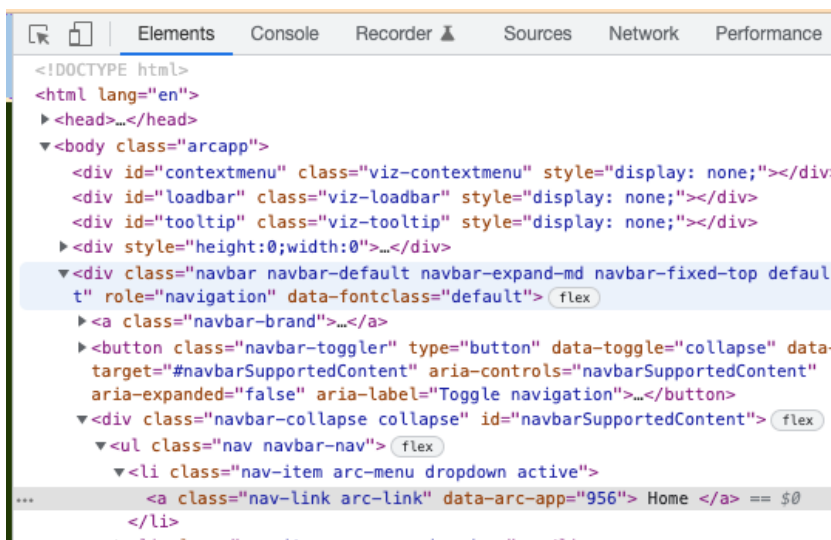 Elements Console Recorder Sources Network Performance
<!DOCTYPE html>
<html lang="en">
<head>…</head>
<body class="arcapp">
<div id="contextmenu" class="viz-contextmenu" style="display: none;"></div>
<div id="loadbar" class="viz-loadbar" style="display: none;"></div>
<div id="tooltip" class="viz-tooltip" style="display: none;"></div>
<div style="height:0;width:0">…</div>
<div class="navbar navbar-default navbar-expand-md navbar-fixed-top defaul
t" role="navigation" data-fontclass="default"> flex
<a class="navbar-brand">…</a>
<button class="navbar-toggler" type="button" data-toggle="collapse" data-
target="#navbarSupportedContent" aria-controls="navbarSupportedContent"
aria-expanded="false" aria-label="Toggle navigation">…</button>
<div class="navbar-collapse collapse" id="navbarSupportedContent"> flex
<ul class="nav navbar-nav"> flex
<li class="nav-item arc-menu dropdown active">
… <a class="nav-link arc-link" data-arc-app="956"> Home </a> == $0
</li>